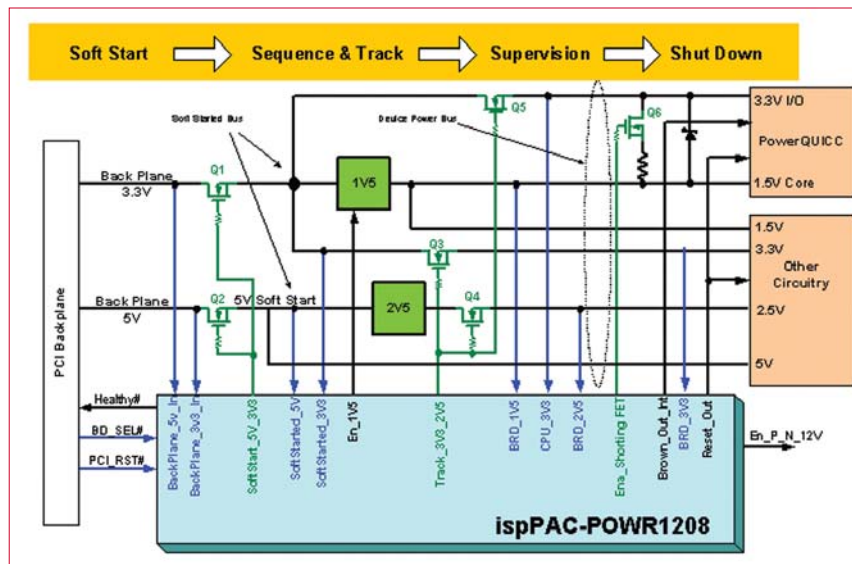 Soft Start
Sequence & Track
Supervision
Shut Down
Soft Started Bus
Device Power Bus
Q5
Q6
3.3V I/O
PowerQUICC
1.5V Core
Back Plane
3.3V
Q1
1V5
1.5V
3.3V
Other
Circuitry
2.5V
5V
Q3
Back Plane
5V
Q2
5V Soft Start
2V5
Q4
PCI Backplane
Healthy#
BD_SEL#
PCI_RST#
BackPlane_5v_In
BackPlane_3v3_In
SoftStart_5V_3V3
SoftStarted_5V
SoftStarted_3V3
En_1V5
Track_3V3_2V5
BRD_1V5
CPU_3V3
BRD_2V5
Ena_Shorting FET
Brown_Out_Int
BRD_3V3
Reset_Out
En_P_N_12V
ispPAC-POWR1208